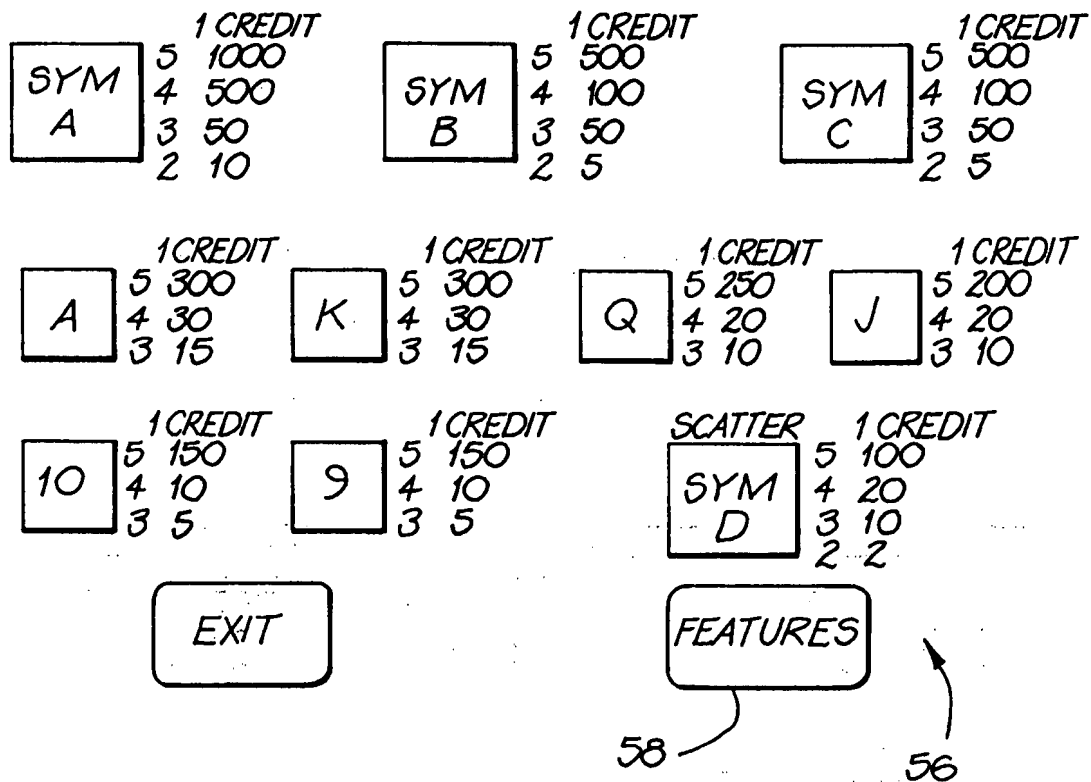 1 CREDIT
SYM A
5 1000
4 500
3 50
2 10
1 CREDIT
SYM B
5 500
4 100
3 50
2 5
1 CREDIT
SYM C
5 500
4 100
3 50
2 5
1 CREDIT
A
5 300
4 30
3 15
1 CREDIT
K
5 300
4 30
3 15
1 CREDIT
Q
5 250
4 20
3 10
1 CREDIT
J
5 200
4 20
3 10
1 CREDIT
10
5 150
4 10
3 5
1 CREDIT
9
5 150
4 10
3 5
SCATTER 1 CREDIT
SYM D
5 100
4 20
3 10
2 2
EXIT
FEATURES
58
56